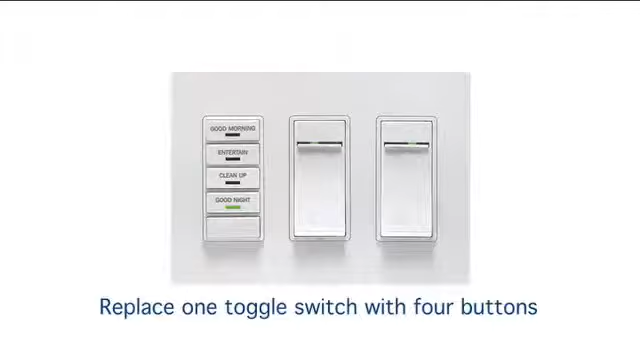 GOOD MORNING
ENTERTAIN
CLEAN UP
GOOD NIGHT
Replace one toggle switch with four buttons